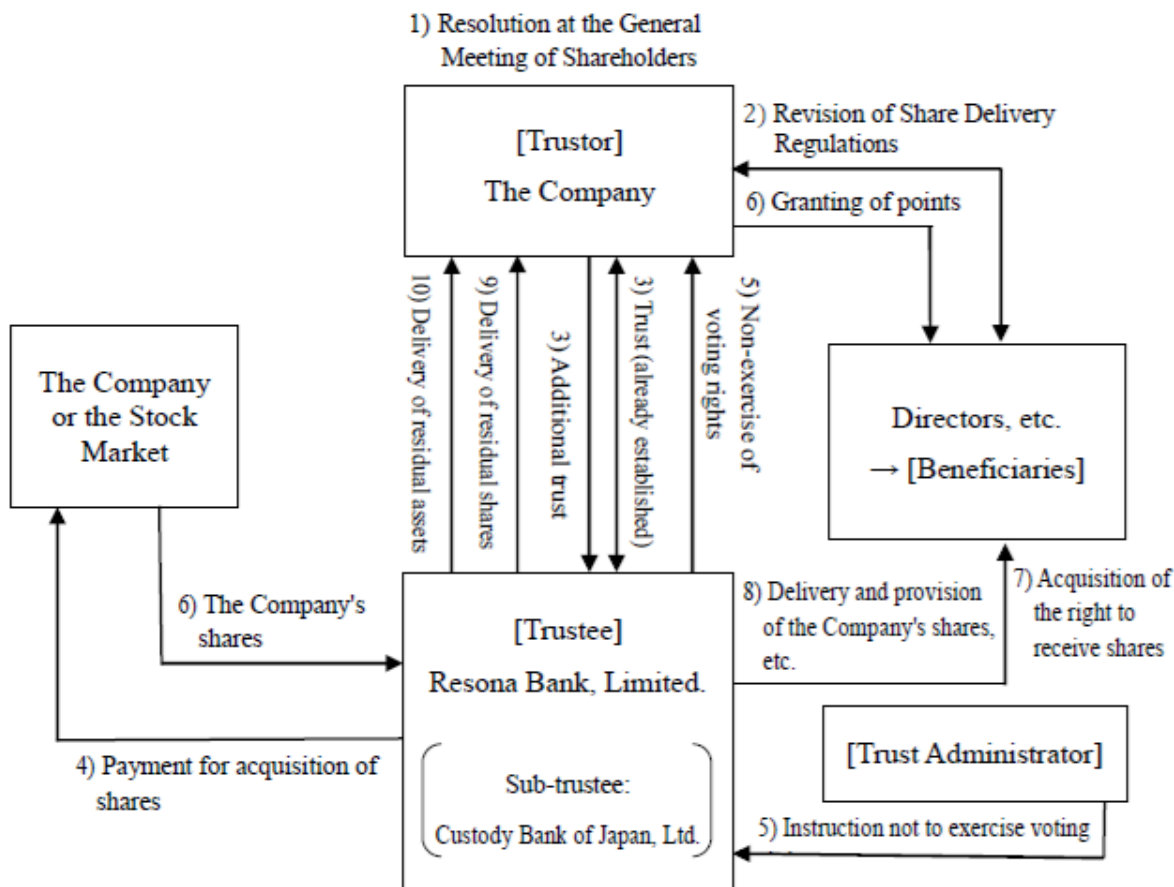 1) Resolution at the General
Meeting of Shareholders
[Trustor]
The Company
2) Revision of Share Delivery
Regulations
6) Granting of points
10) Delivery of residual assets
9) Delivery of residual shares
3) Additional trust
3) Trust (already established)
5) Non-exercise of
voting rights
The Company
or the Stock
Market
Directors, etc.
→ [Beneficiaries]
6) The Company's
shares
4) Payment for acquisition of
shares
[Trustee]
Resona Bank, Limited.
Sub-trustee:
Custody Bank of Japan, Ltd.
8) Delivery and provision
of the Company's shares,
etc.
7) Acquisition of
the right to
receive shares
[Trust Administrator]
5) Instruction not to exercise voting